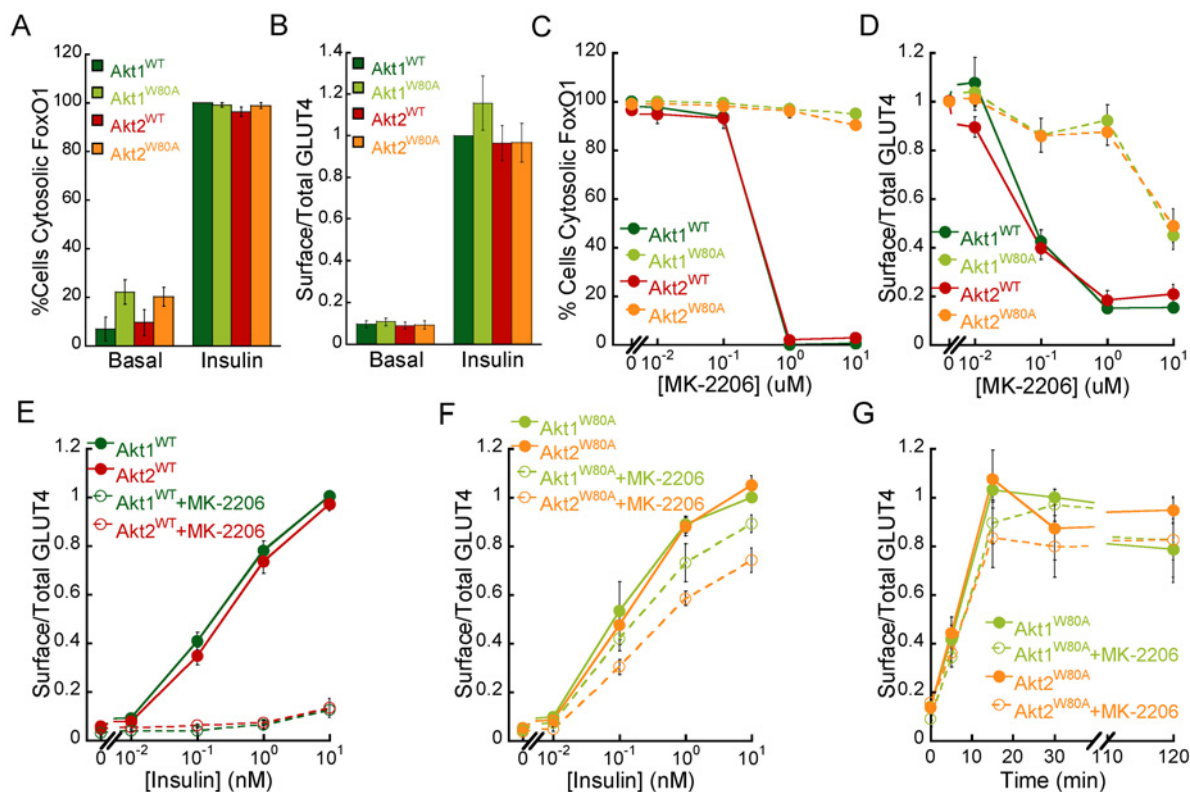 A
%Cells Cytosolic FoxO1
120
100
80
60
40
20
0
Akt1WT
Akt1W80A
Akt2WT
Akt2W80A
Basal
Insulin
B
Surface/Total GLUT4
1.4
1.2
1
0.8
0.6
0.4
0.2
0
Akt1WT
Akt1W80A
Akt2WT
Akt2W80A
Basal
Insulin
C
% Cells Cytosolic FoxO1
120
100
80
60
40
20
0
Akt1WT
Akt1W80A
Akt2WT
Akt2W80A
0 10-2 10-1 100 101
[MK-2206] (uM)
D
Surface/Total GLUT4
1.2
1
0.8
0.6
0.4
0.2
0
Akt1WT
Akt1W80A
Akt2WT
Akt2W80A
0 10-2 10-1 100 101
[MK-2206] (uM)
E
Surface/Total GLUT4
Akt1WT
Akt2WT
Akt1WT+MK-2206
Akt2WT+MK-2206
1.2
1
0.8
0.6
0.4
0.2
0
0 10-2 10-1 100 101
[Insulin] (nM)
F
Surface/Total GLUT4
Akt1W80A
Akt2W80A
Akt1W80A+MK-2206
Akt2W80A+MK-2206
1.2
1
0.8
0.6
0.4
0.2
0
0 10-2 10-1 100 101
[Insulin] (nM)
G
Surface/Total GLUT4
1.2
1
0.8
0.6
0.4
0.2
0
Akt1W80A
Akt1W80A+MK-2206
Akt2W80A
Akt2W80A+MK-2206
0 10 20 30 40 110 120
Time (min)